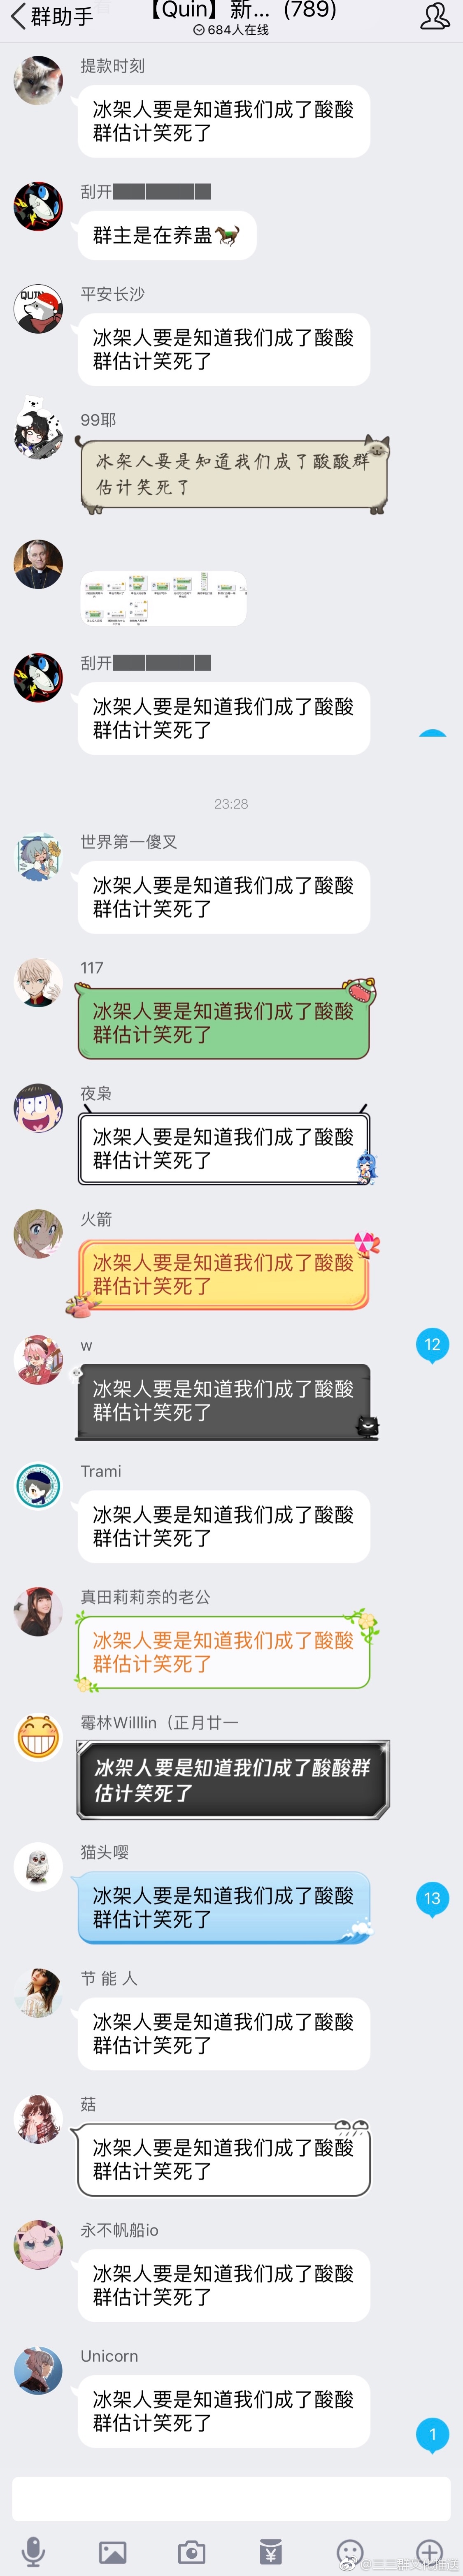 群助手
【Quin】新... (789)
684人在线
提款时刻
冰架人要是知道我们成了酸酸
群估计笑死了
刮开██████
群主是在养蛊
平安长沙
QUIN
冰架人要是知道我们成了酸酸
群估计笑死了
99耶
冰架人要是知道我们成了酸酸群
估计笑死了
刮开██████
冰架人要是知道我们成了酸酸
群估计笑死了
23:28
世界第一傻叉
冰架人要是知道我们成了酸酸
群估计笑死了
117
冰架人要是知道我们成了酸酸
群估计笑死了
夜枭
冰架人要是知道我们成了酸酸
群估计笑死了
火箭
冰架人要是知道我们成了酸酸
群估计笑死了
w
12
冰架人要是知道我们成了酸酸
群估计笑死了
Trami
冰架人要是知道我们成了酸酸
群估计笑死了
真田莉莉奈的老公
冰架人要是知道我们成了酸酸
群估计笑死了
霉林Willlin（正月廿一
冰架人要是知道我们成了酸酸群
估计笑死了
猫头嘤
冰架人要是知道我们成了酸酸
群估计笑死了
13
节 能 人
冰架人要是知道我们成了酸酸
群估计笑死了
菇
冰架人要是知道我们成了酸酸
群估计笑死了
永不帆船io
冰架人要是知道我们成了酸酸
群估计笑死了
Unicorn
冰架人要是知道我们成了酸酸
群估计笑死了
1
@三三群文化推送